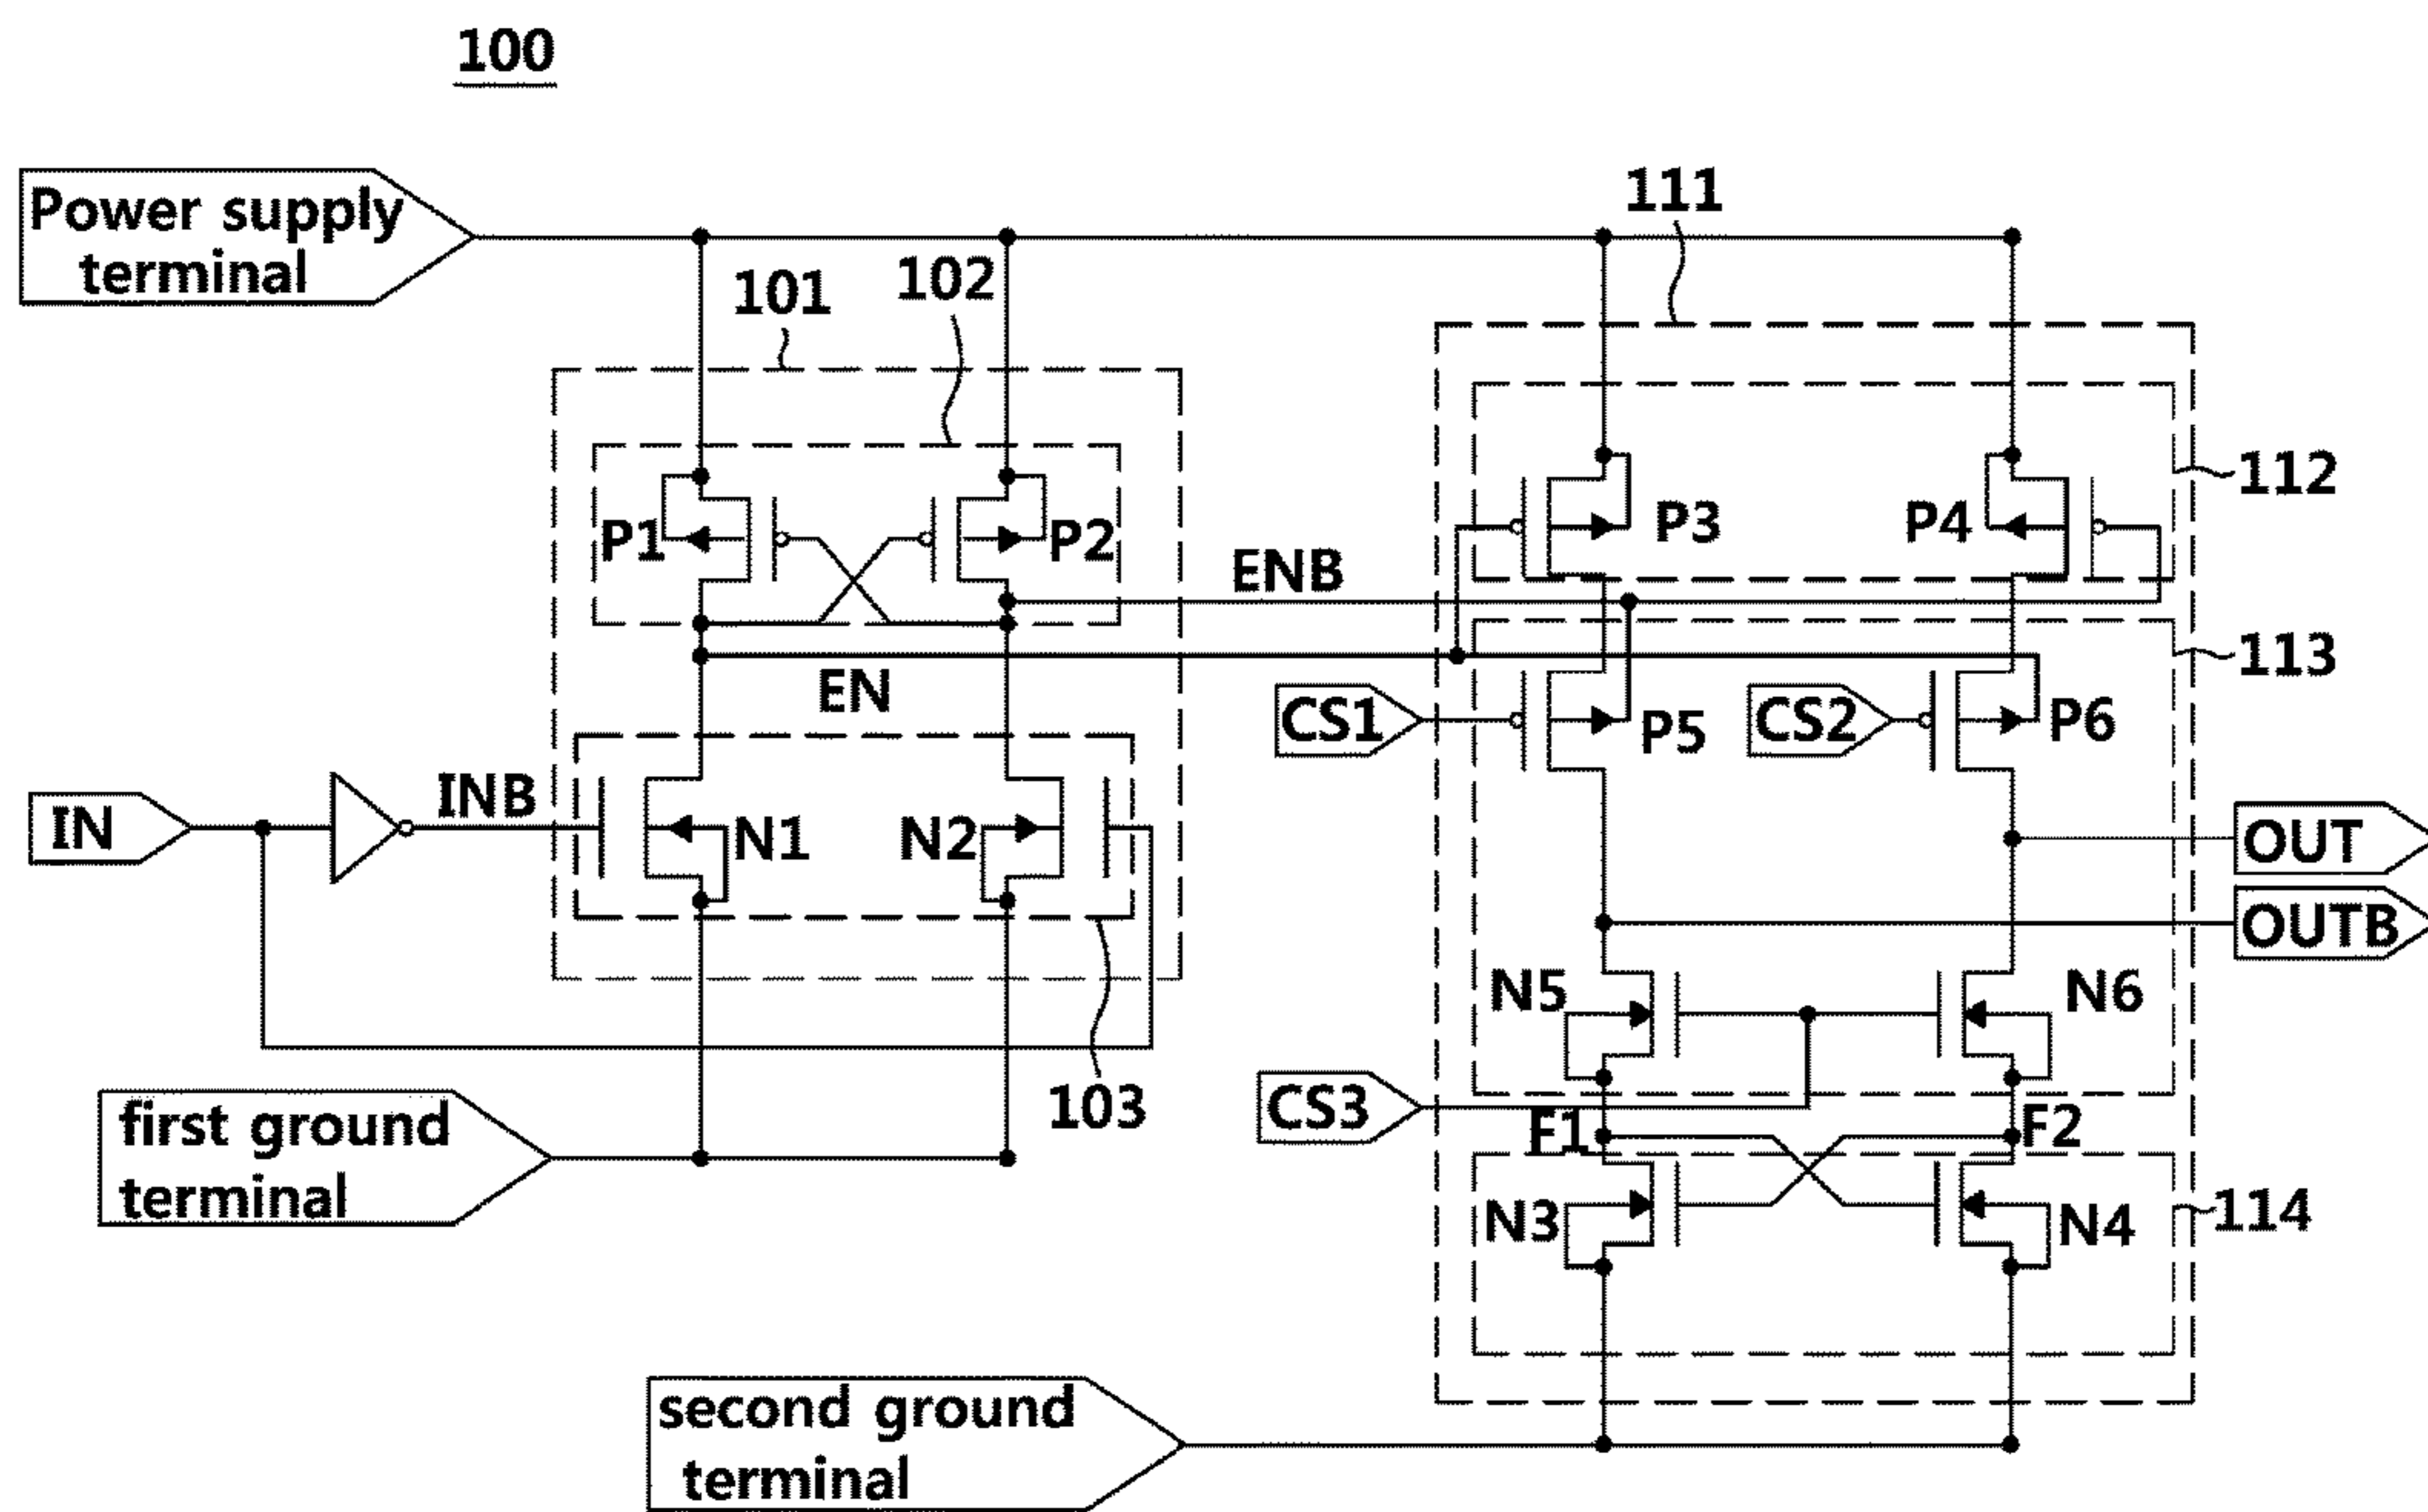 100
Power supply
terminal
111
101
102
112
P1
P2
P3
P4
ENB
113
EN
CS1
P5
CS2
P6
IN
INB
N1
N2
OUT
OUTB
N5
N6
103
CS3
F1
F2
first ground
terminal
N3
N4
114
second ground
terminal